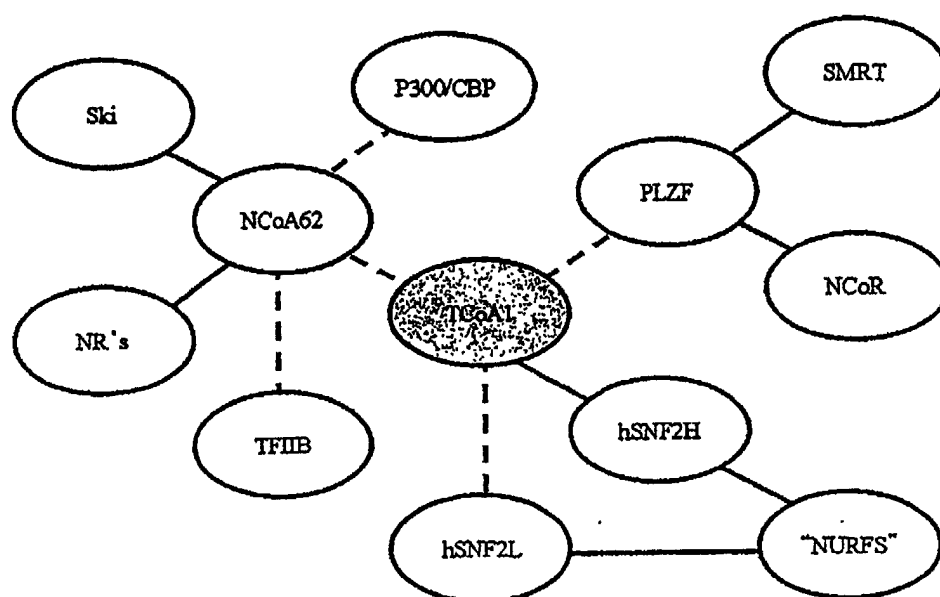 SMRT
P300/CBP
Ski
PLZF
NCoA62
NCoR
TCoA1
NR's
hSNF2H
TFIIB
hSNF2L
"NURFS"